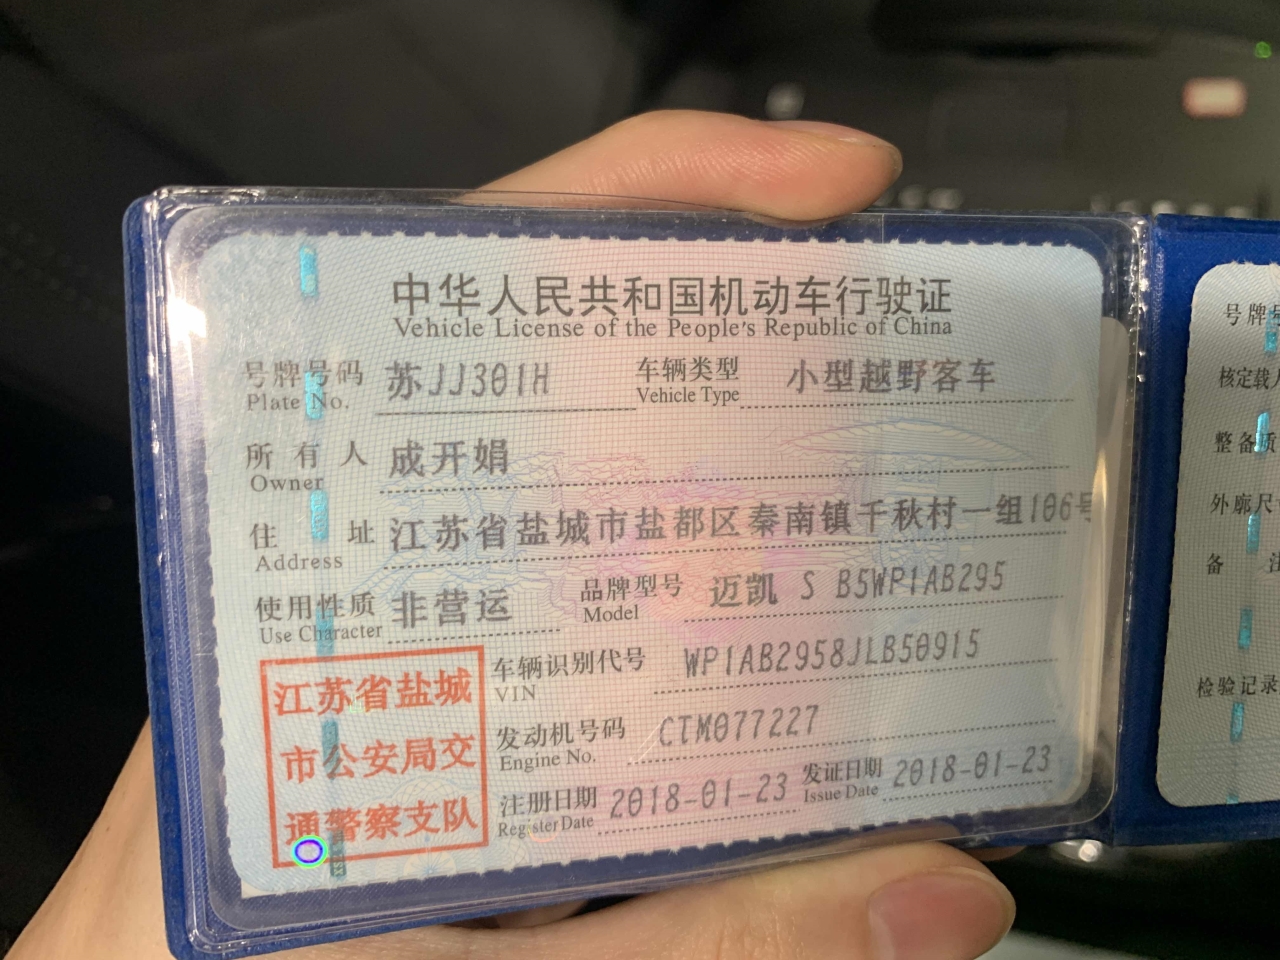 中华人民共和国机动车行驶证
Vehicle License of the People's Republic of China
号牌号码 苏JJ301H 车辆类型 小型越野客车
Plate No. Vehicle Type
所有人 成开娟
Owner
住址 江苏省盐城市盐都区秦南镇千秋村一组106号
Address
使用性质 非营运 品牌型号 迈凯 S B5WP1AB295
Use Character Model
江苏省盐城
市公安局交
通警察支队
车辆识别代号 WP1AB2958JLB50915
VIN
发动机号码 CTM077227
Engine No.
注册日期 2018-01-23 发证日期 2018-01-23
Register Date Issue Date
号牌号
核定载人
整备质
外廓尺
备 注
检验记录